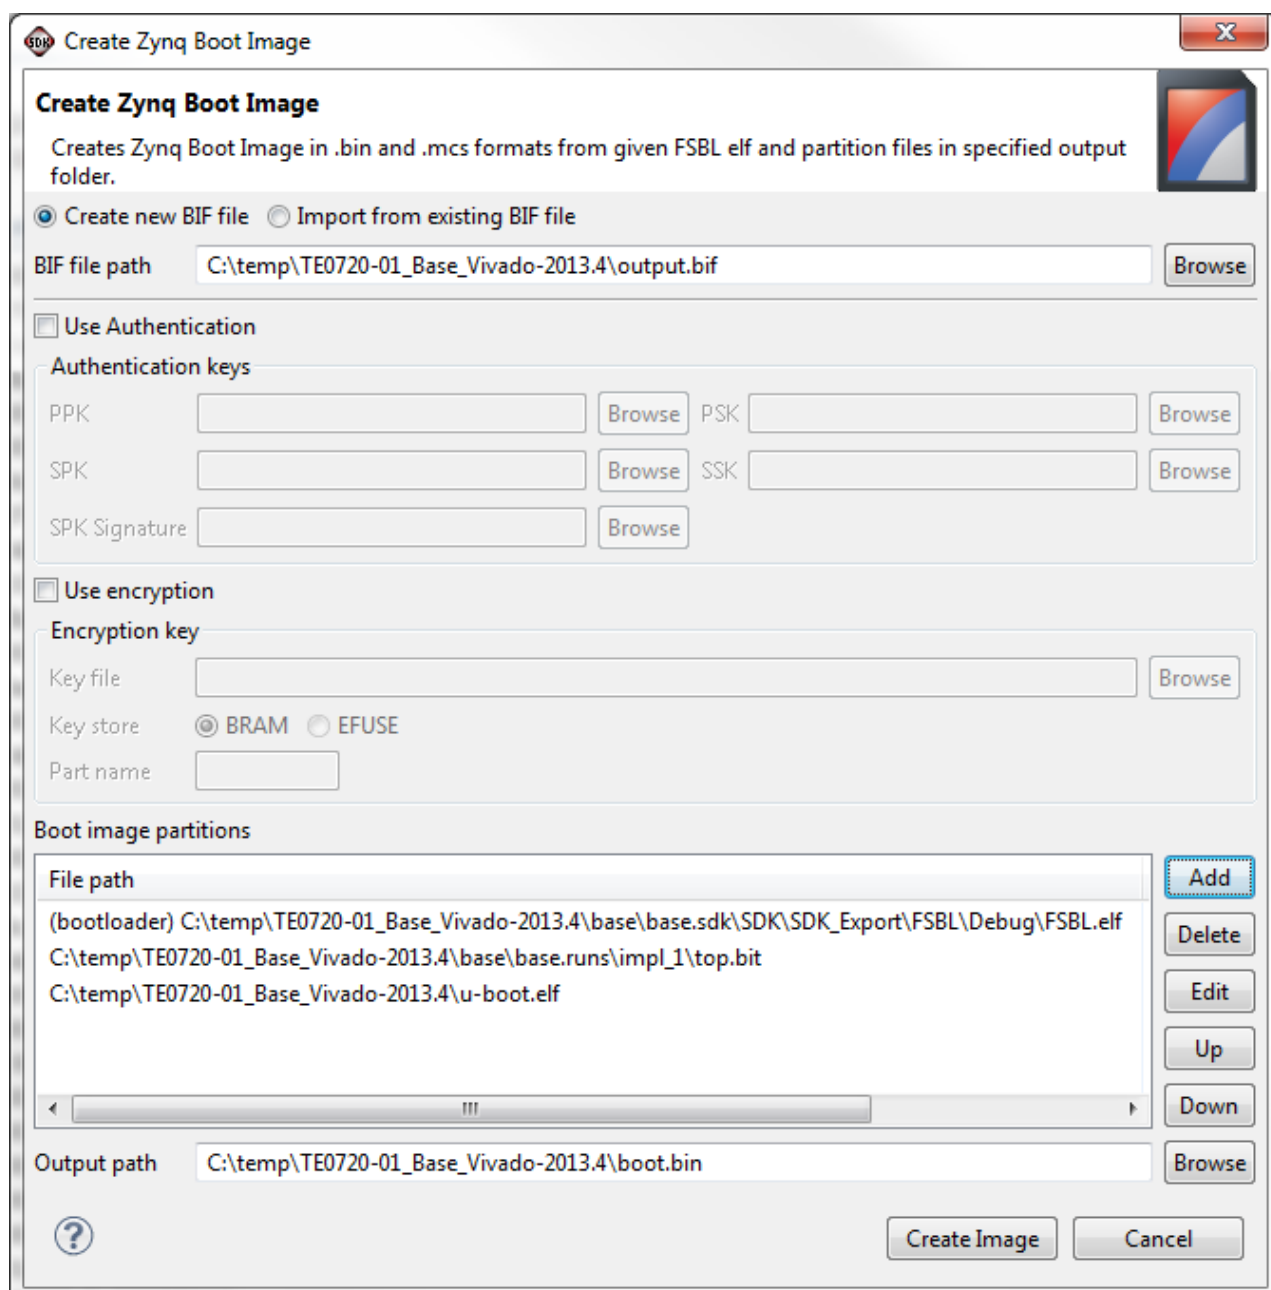 SDK Create Zynq Boot Image
Create Zynq Boot Image
Creates Zynq Boot Image in .bin and .mcs formats from given FSBL elf and partition files in specified output
folder.
Create new BIF file Import from existing BIF file
BIF file path C:\temp\TE0720-01_Base_Vivado-2013.4\output.bif Browse
Use Authentication
Authentication keys
PPK Browse PSK Browse
SPK Browse SSK Browse
SPK Signature Browse
Use encryption
Encryption key
Key file Browse
Key store BRAM EFUSE
Part name
Boot image partitions
File path Add
(bootloader) C:\temp\TE0720-01_Base_Vivado-2013.4\base\base.sdk\SDK\SDK_Export\FSBL\Debug\FSBL.elf Delete
C:\temp\TE0720-01_Base_Vivado-2013.4\base\base.runs\impl_1\top.bit
C:\temp\TE0720-01_Base_Vivado-2013.4\u-boot.elf Edit
Up
Down
Output path C:\temp\TE0720-01_Base_Vivado-2013.4\boot.bin Browse
? Create Image Cancel